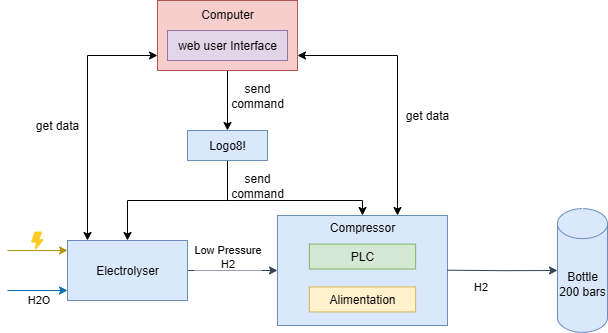 Computer
web user Interface
send
command
get data
get data
Logo8!
send
command
Low Pressure
H2
Compressor
PLC
Electrolyser
Alimentation
H2O
H2
Bottle
200 bars